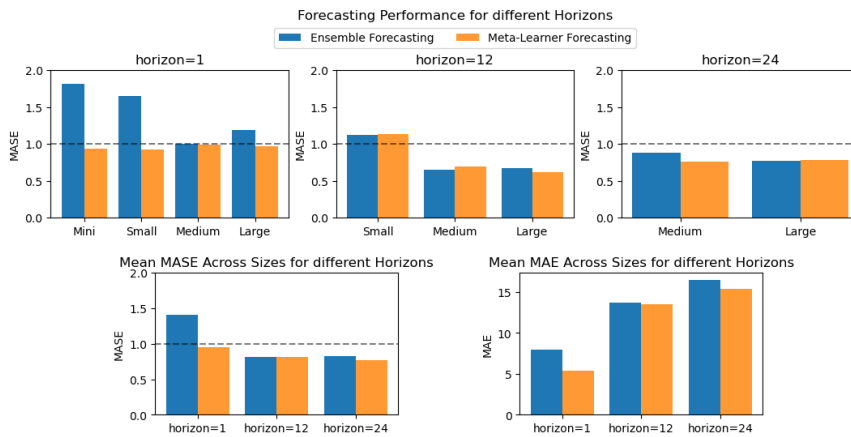 Forecasting Performance for different Horizons
Ensemble Forecasting Meta-Learner Forecasting
horizon=1
MASE
2.0
1.5
1.0
0.5
0.0
Mini Small Medium Large
horizon=12
MASE
2.0
1.5
1.0
0.5
0.0
Small Medium Large
horizon=24
MASE
2.0
1.5
1.0
0.5
0.0
Medium Large
Mean MASE Across Sizes for different Horizons
MASE
2.0
1.5
1.0
0.5
0.0
horizon=1 horizon=12 horizon=24
Mean MAE Across Sizes for different Horizons
MAE
15
10
5
0
horizon=1 horizon=12 horizon=24